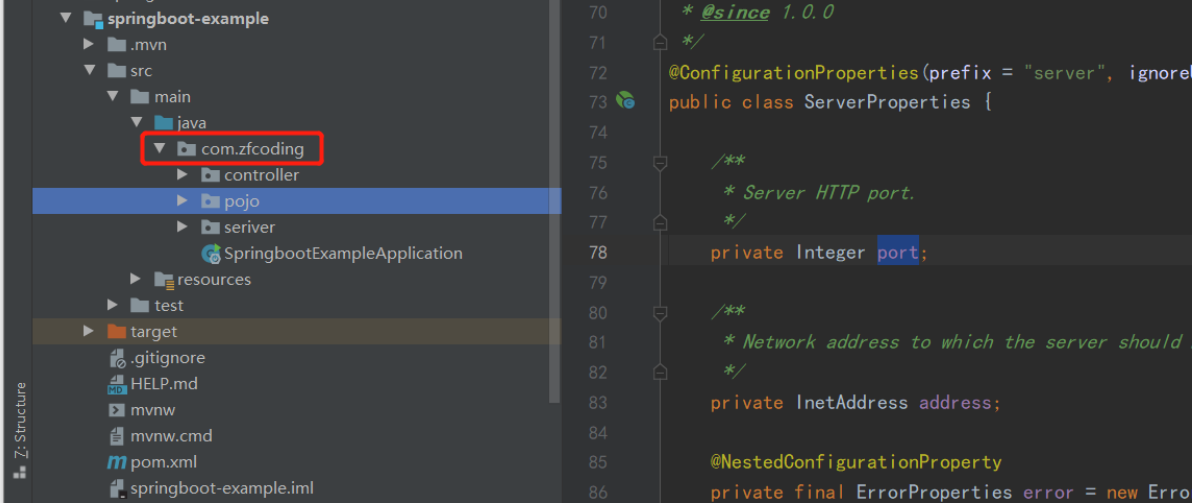 springboot-example
.mvn
src
main
java
com.zfcoding
controller
pojo
seriver
SpringbootExampleApplication
resources
test
target
.gitignore
HELP.md
mvnw
mvnw.cmd
pom.xml
springboot-example.iml
Z: Structure
70 * @since 1.0.0
71 */
72 @ConfigurationProperties(prefix = "server", ignore
73 public class ServerProperties {
74
75 /**
76 * Server HTTP port.
77 */
78 private Integer port;
79
80 /**
81 * Network address to which the server should
82 */
83 private InetAddress address;
84
85 @NestedConfigurationProperty
86 private final ErrorProperties error = new Erro